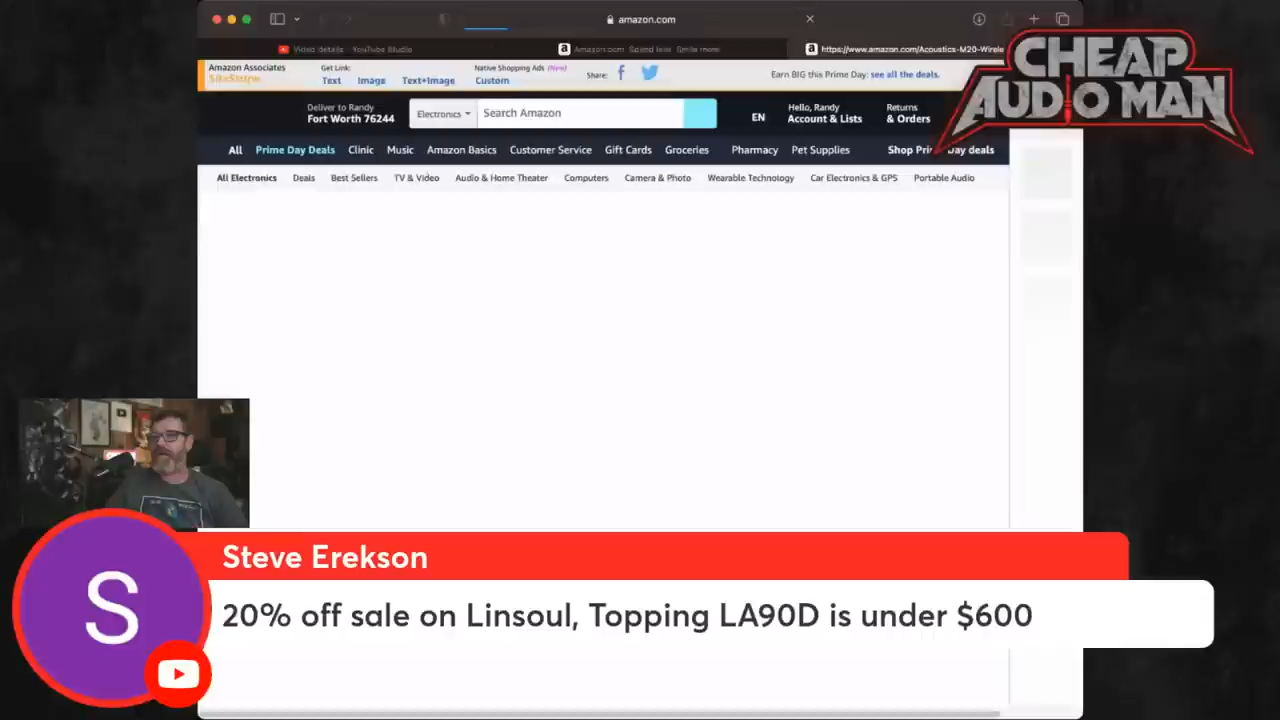 amazon.com
Video details YouTube Studio
Amazon.com Spend less Smile more
https://www.amazon.com/Acoustics-M20-Wirele
CHEAP
AUDIO MAN
Amazon Associates
SiteStripe
Get Link:
Text Image Text+Image
Native Shopping Ads (New)
Custom
Share:
Earn BIG this Prime Day: see all the deals.
Deliver to Randy
Fort Worth 76244
Electronics
Search Amazon
EN
Hello, Randy
Account & Lists
Returns
& Orders
All Prime Day Deals Clinic Music Amazon Basics Customer Service Gift Cards Groceries Pharmacy Pet Supplies Shop Pri ay deals
All Electronics Deals Best Sellers TV & Video Audio & Home Theater Computers Camera & Photo Wearable Technology Car Electronics & GPS Portable Audio
Steve Erekson
S
20% off sale on Linsoul, Topping LA90D is under $600